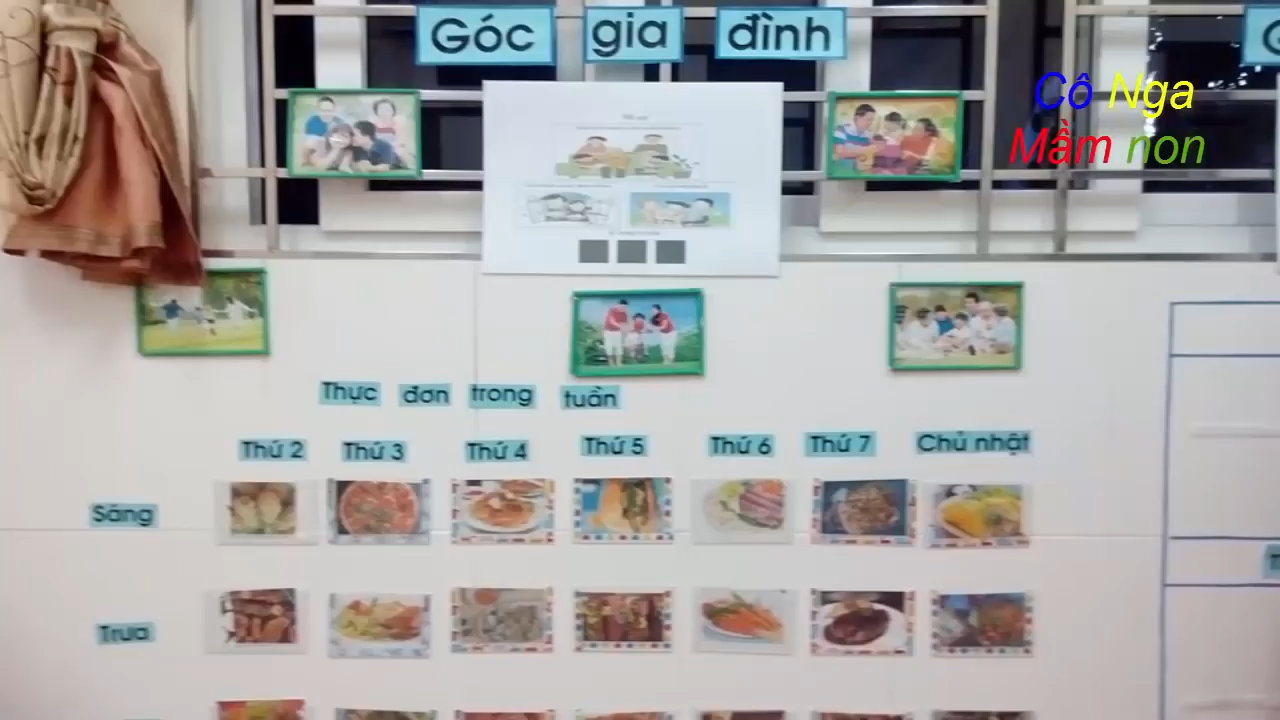 Góc gia đình
Cô Nga
Mầm non
Thực đơn trong tuần
Thứ 2 Thứ 3 Thứ 4 Thứ 5 Thứ 6 Thứ 7 Chủ nhật
Sáng
Trưa